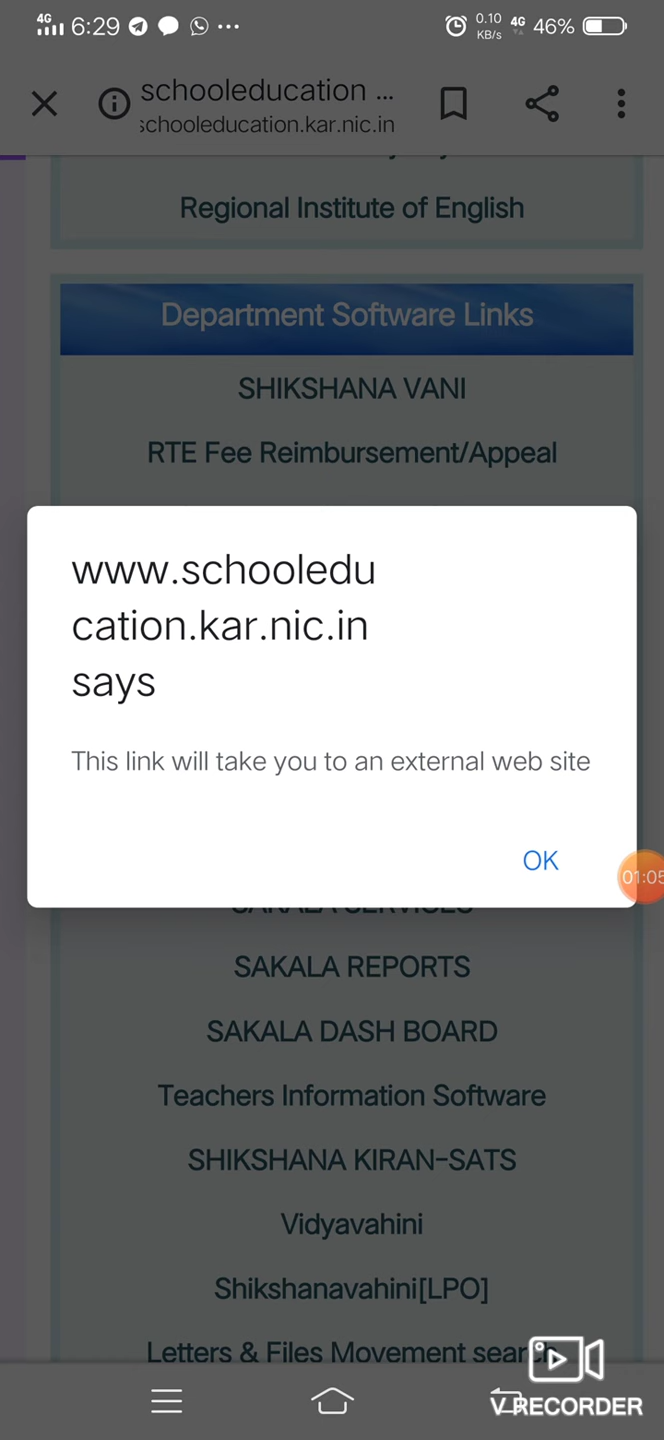 4G 6:29 ... 0.10 KB/s 4G 46%
schooleducation ...
schooleducation.kar.nic.in
Regional Institute of English
Department Software Links
SHIKSHANA VANI
RTE Fee Reimbursement/Appeal
www.schooledu
cation.kar.nic.in
says
This link will take you to an external web site
OK
01:05
SAKALA SERVICES
SAKALA REPORTS
SAKALA DASH BOARD
Teachers Information Software
SHIKSHANA KIRAN-SATS
Vidyavahini
Shikshanavahini[LPO]
Letters & Files Movement search
V RECORDER